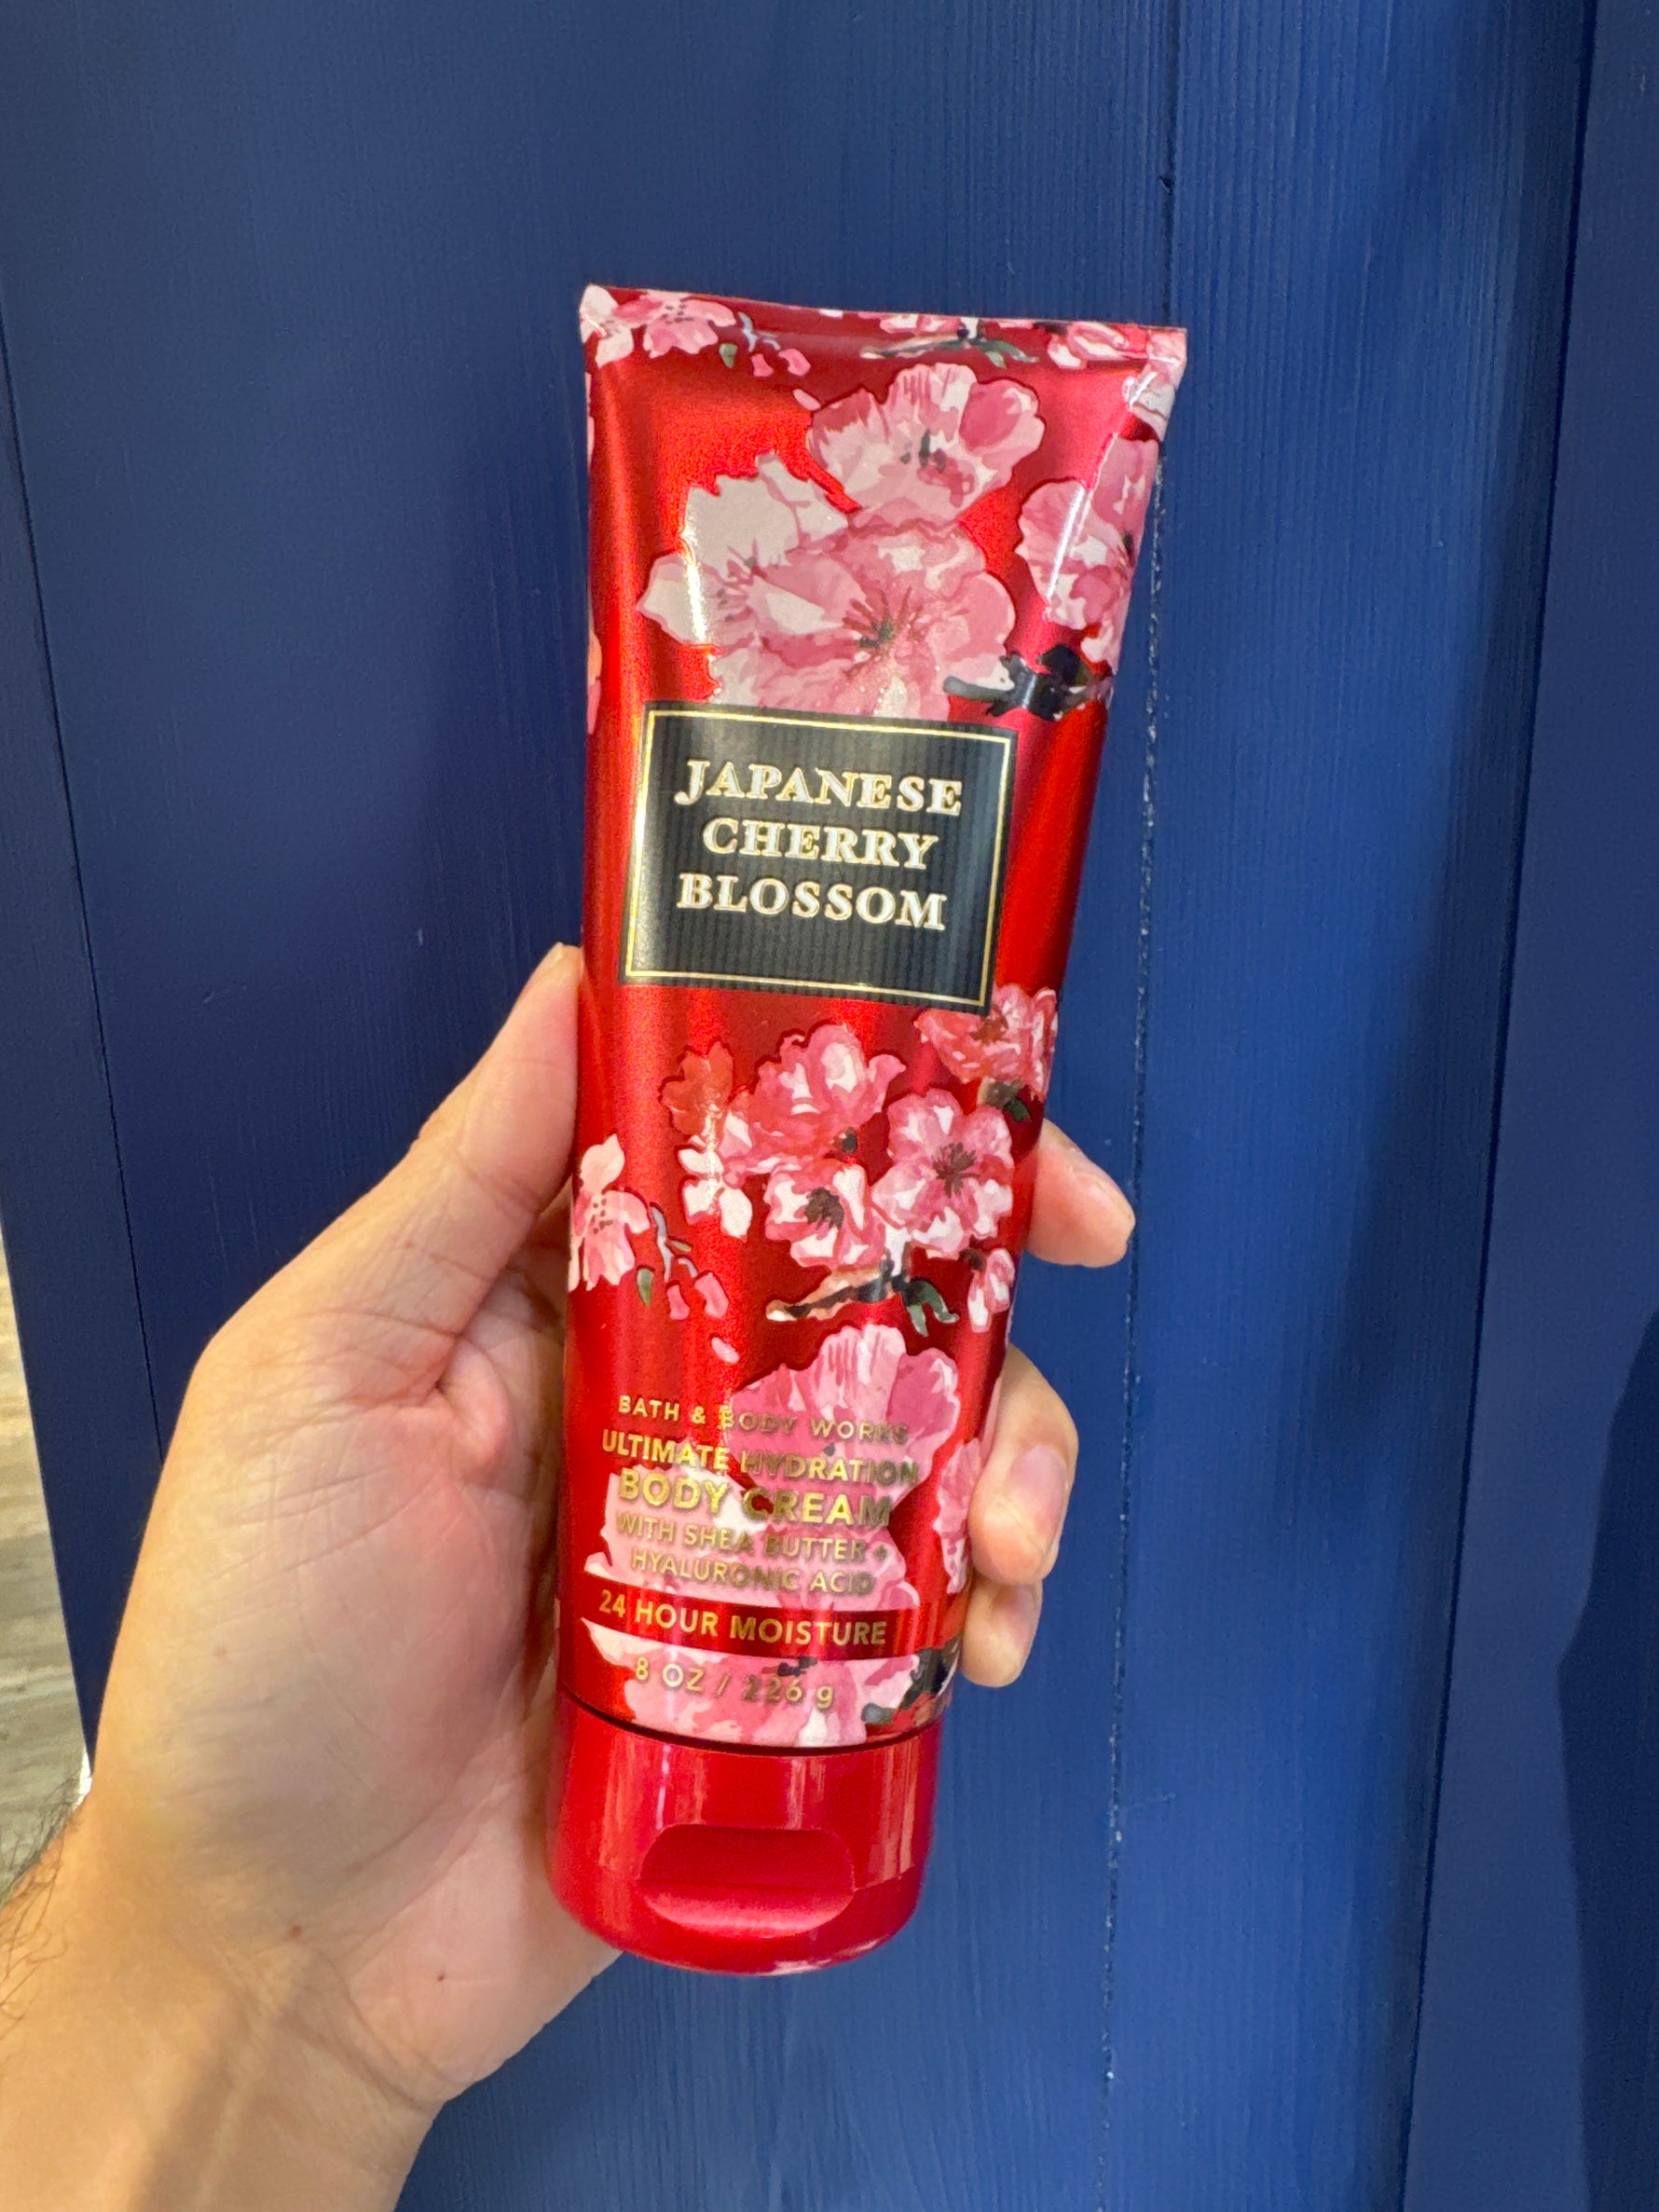 JAPANESE
CHERRY
BLOSSOM
BATH & BODY WORKS
ULTIMATE HYDRATION
BODY CREAM
WITH SHEA BUTTER +
HYALURONIC ACID
24 HOUR MOISTURE
8 OZ / 226 g